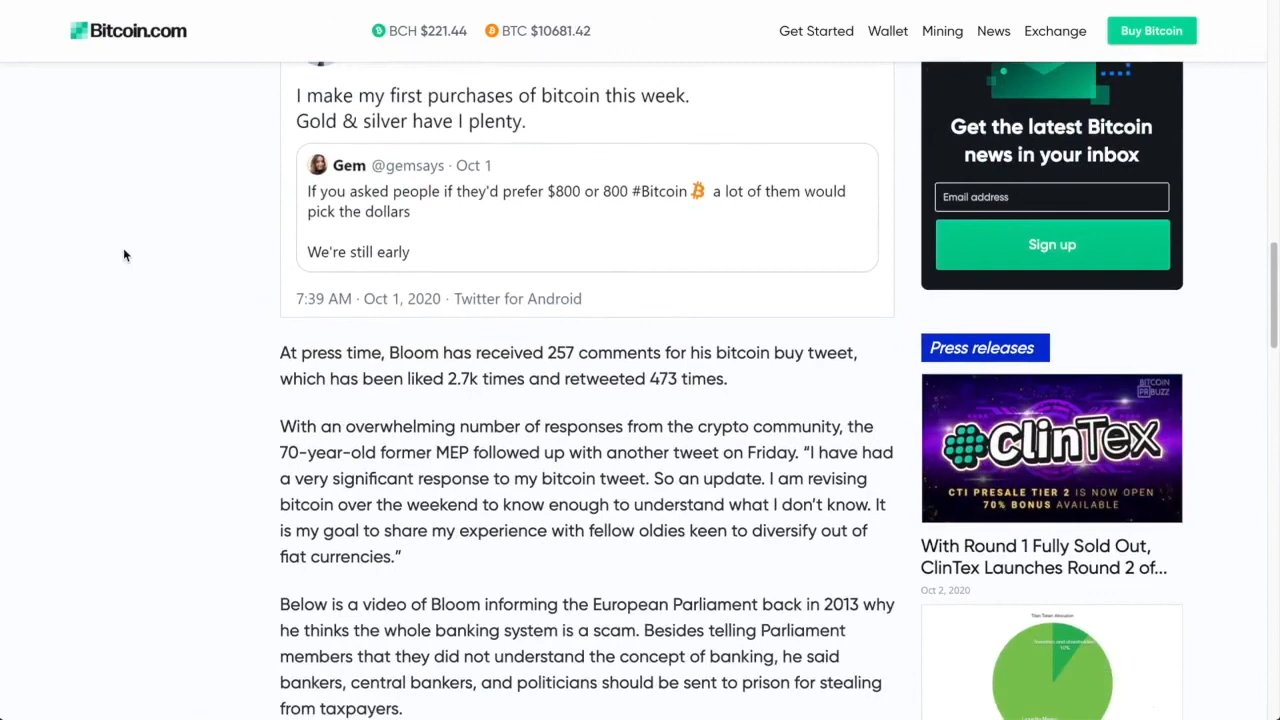 Bitcoin.com
BCH $221.44
BTC $10681.42
Get Started
Wallet
Mining
News
Exchange
Buy Bitcoin
I make my first purchases of bitcoin this week.
Gold & silver have I plenty.
Gem @gemsays · Oct 1
If you asked people if they'd prefer $800 or 800 #Bitcoin a lot of them would
pick the dollars
We're still early
7:39 AM · Oct 1, 2020 · Twitter for Android
At press time, Bloom has received 257 comments for his bitcoin buy tweet,
which has been liked 2.7k times and retweeted 473 times.
With an overwhelming number of responses from the crypto community, the
70-year-old former MEP followed up with another tweet on Friday. “I have had
a very significant response to my bitcoin tweet. So an update. I am revising
bitcoin over the weekend to know enough to understand what I don’t know. It
is my goal to share my experience with fellow oldies keen to diversify out of
fiat currencies.”
Below is a video of Bloom informing the European Parliament back in 2013 why
he thinks the whole banking system is a scam. Besides telling Parliament
members that they did not understand the concept of banking, he said
bankers, central bankers, and politicians should be sent to prison for stealing
from taxpayers.
Get the latest Bitcoin
news in your inbox
Email address
Sign up
Press releases
BITCOIN
PR BUZZ
ClinTex
CTI PRESALE TIER 2 IS NOW OPEN
70% BONUS AVAILABLE
With Round 1 Fully Sold Out,
ClinTex Launches Round 2 of...
Oct 2, 2020